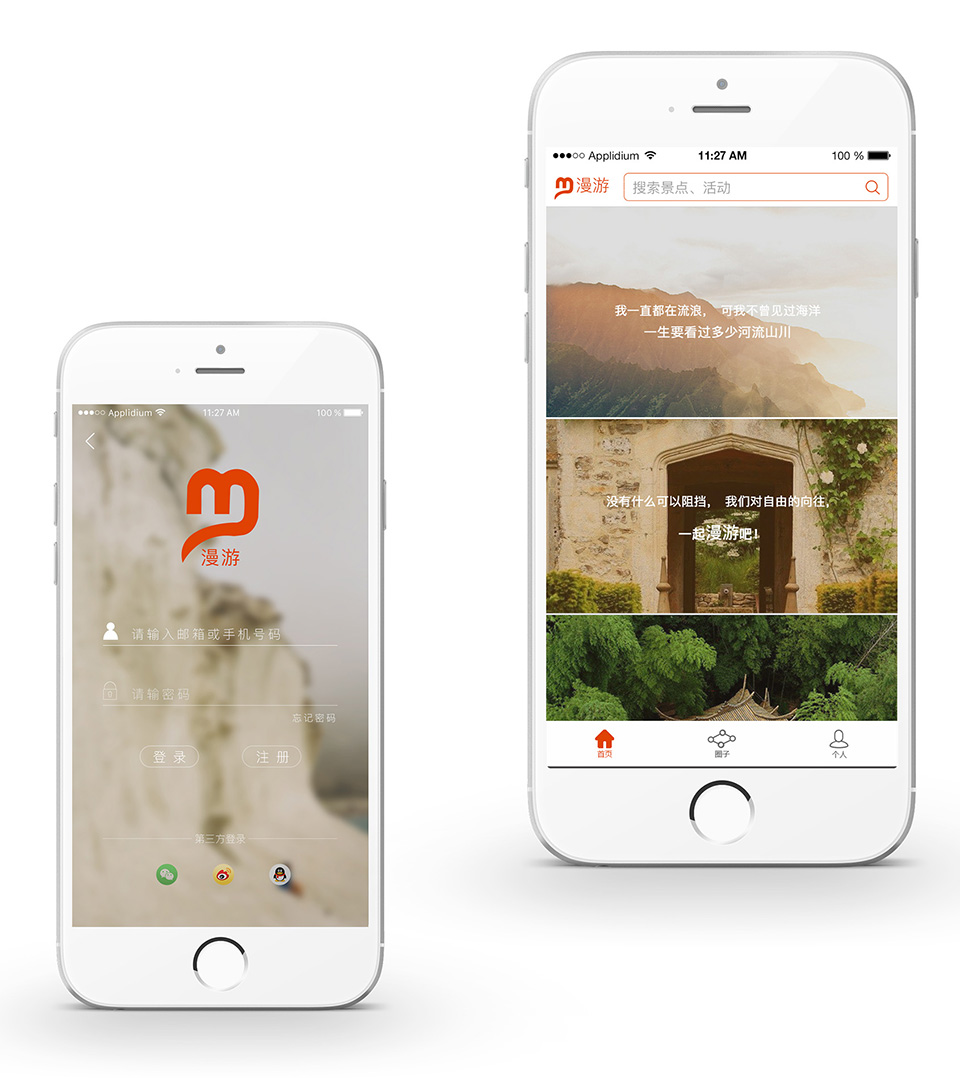 Applidium 11:27 AM 100 %
漫游
请输入邮箱或手机号码
请输密码
忘记密码
登录 注册
第三方登录
Applidium 11:27 AM 100 %
漫游 搜索景点、活动
我一直都在流浪， 可我不曾见过海洋
一生要看过多少河流山川
没有什么可以阻挡， 我们对自由的向往，
一起漫游吧！
首页 圈子 个人